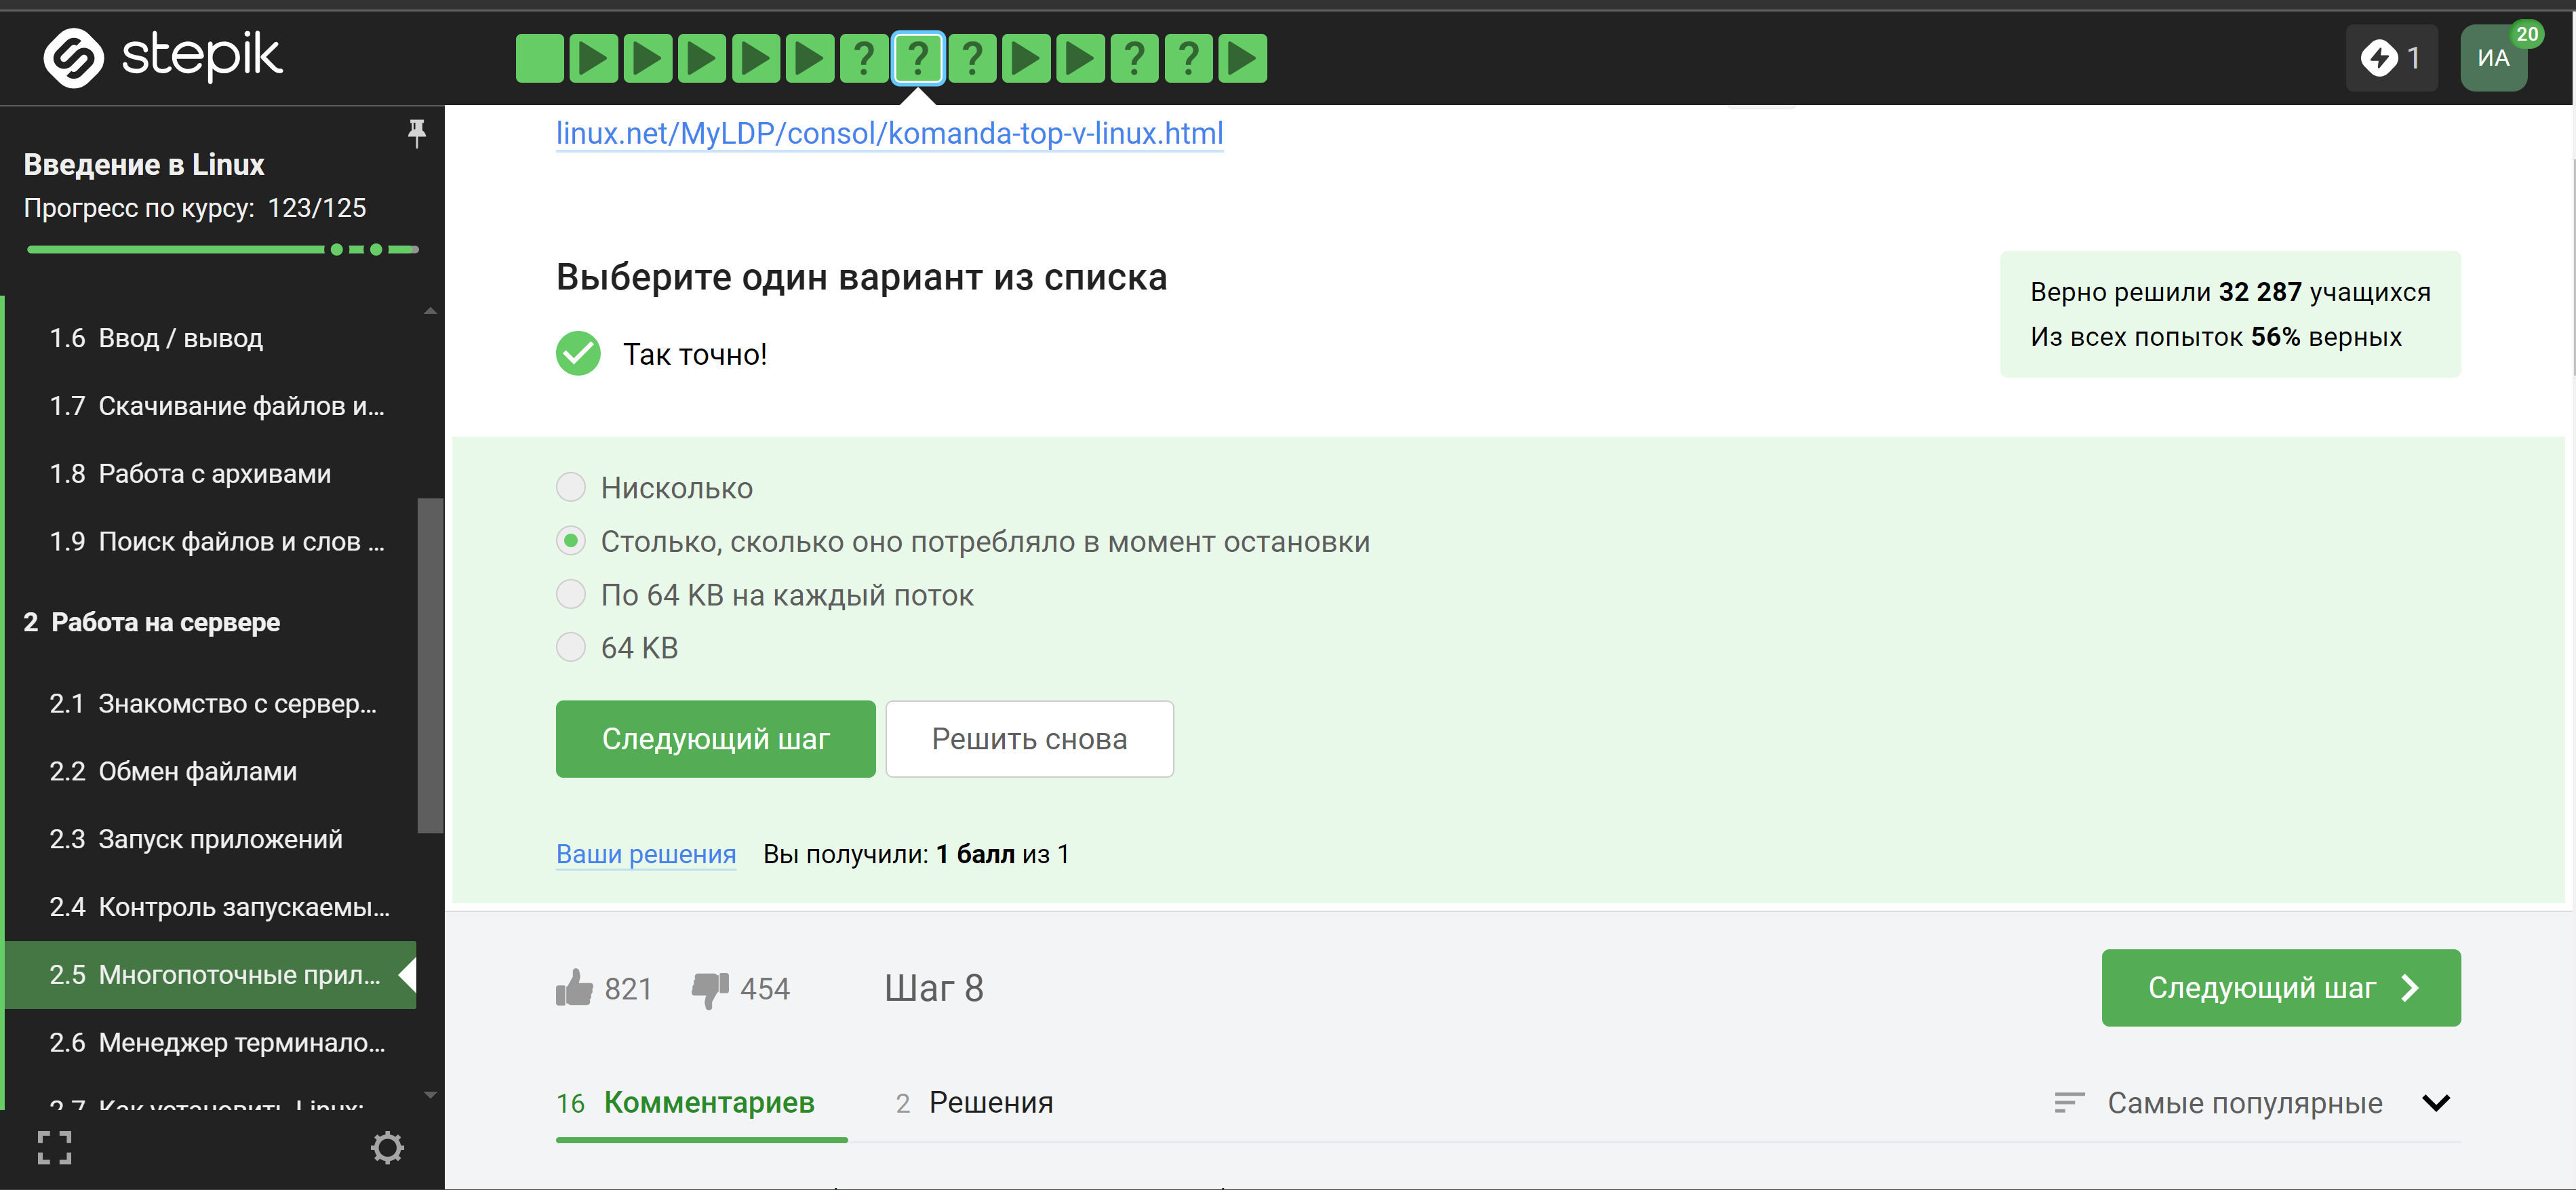 stepik
? ? ? ? ?
1
ИА
20
Введение в Linux
Прогресс по курсу: 123/125
1.6 Ввод / вывод
1.7 Скачивание файлов и...
1.8 Работа с архивами
1.9 Поиск файлов и слов ...
2 Работа на сервере
2.1 Знакомство с сервер...
2.2 Обмен файлами
2.3 Запуск приложений
2.4 Контроль запускаемы...
2.5 Многопоточные прил...
2.6 Менеджер терминало...
2.7 Как установить Linux:
linux.net/MyLDP/consol/komanda-top-v-linux.html
Выберите один вариант из списка
Так точно!
Верно решили 32 287 учащихся
Из всех попыток 56% верных
Нисколько
Столько, сколько оно потребляло в момент остановки
По 64 KB на каждый поток
64 KB
Следующий шаг
Решить снова
Ваши решения Вы получили: 1 балл из 1
821 454 Шаг 8
Следующий шаг
16 Комментариев 2 Решения
Самые популярные